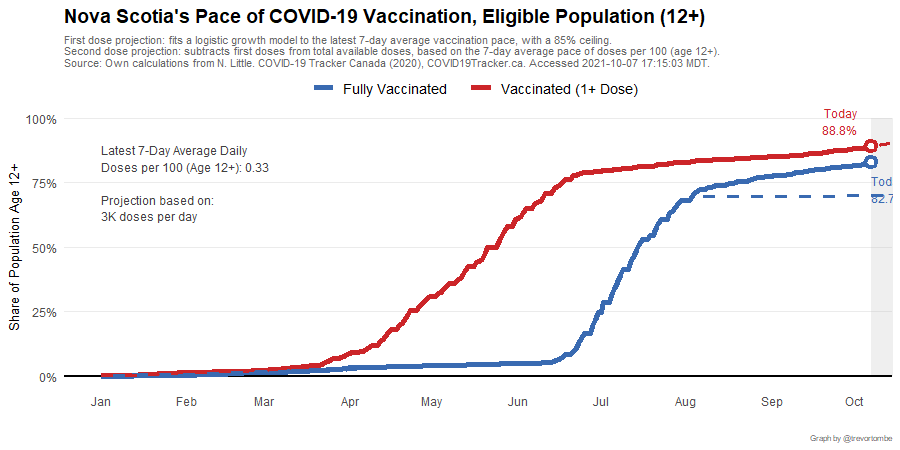 Nova Scotia's Pace of COVID-19 Vaccination, Eligible Population (12+)
First dose projection: fits a logistic growth model to the latest 7-day average vaccination pace, with a 85% ceiling.
Second dose projection: subtracts first doses from total available doses, based on the 7-day average pace of doses per 100 (age 12+).
Source: Own calculations from N. Little. COVID-19 Tracker Canada (2020), COVID19Tracker.ca. Accessed 2021-10-07 17:15:03 MDT.
Fully Vaccinated Vaccinated (1+ Dose)
Today
88.8%
100%
Latest 7-Day Average Daily
Doses per 100 (Age 12+): 0.33
Tod
75%
82.7
Projection based on:
3K doses per day
50%
25%
0%
Share of Population Age 12+
Jan Feb Mar Apr May Jun Jul Aug Sep Oct
Graph by @trevortombe